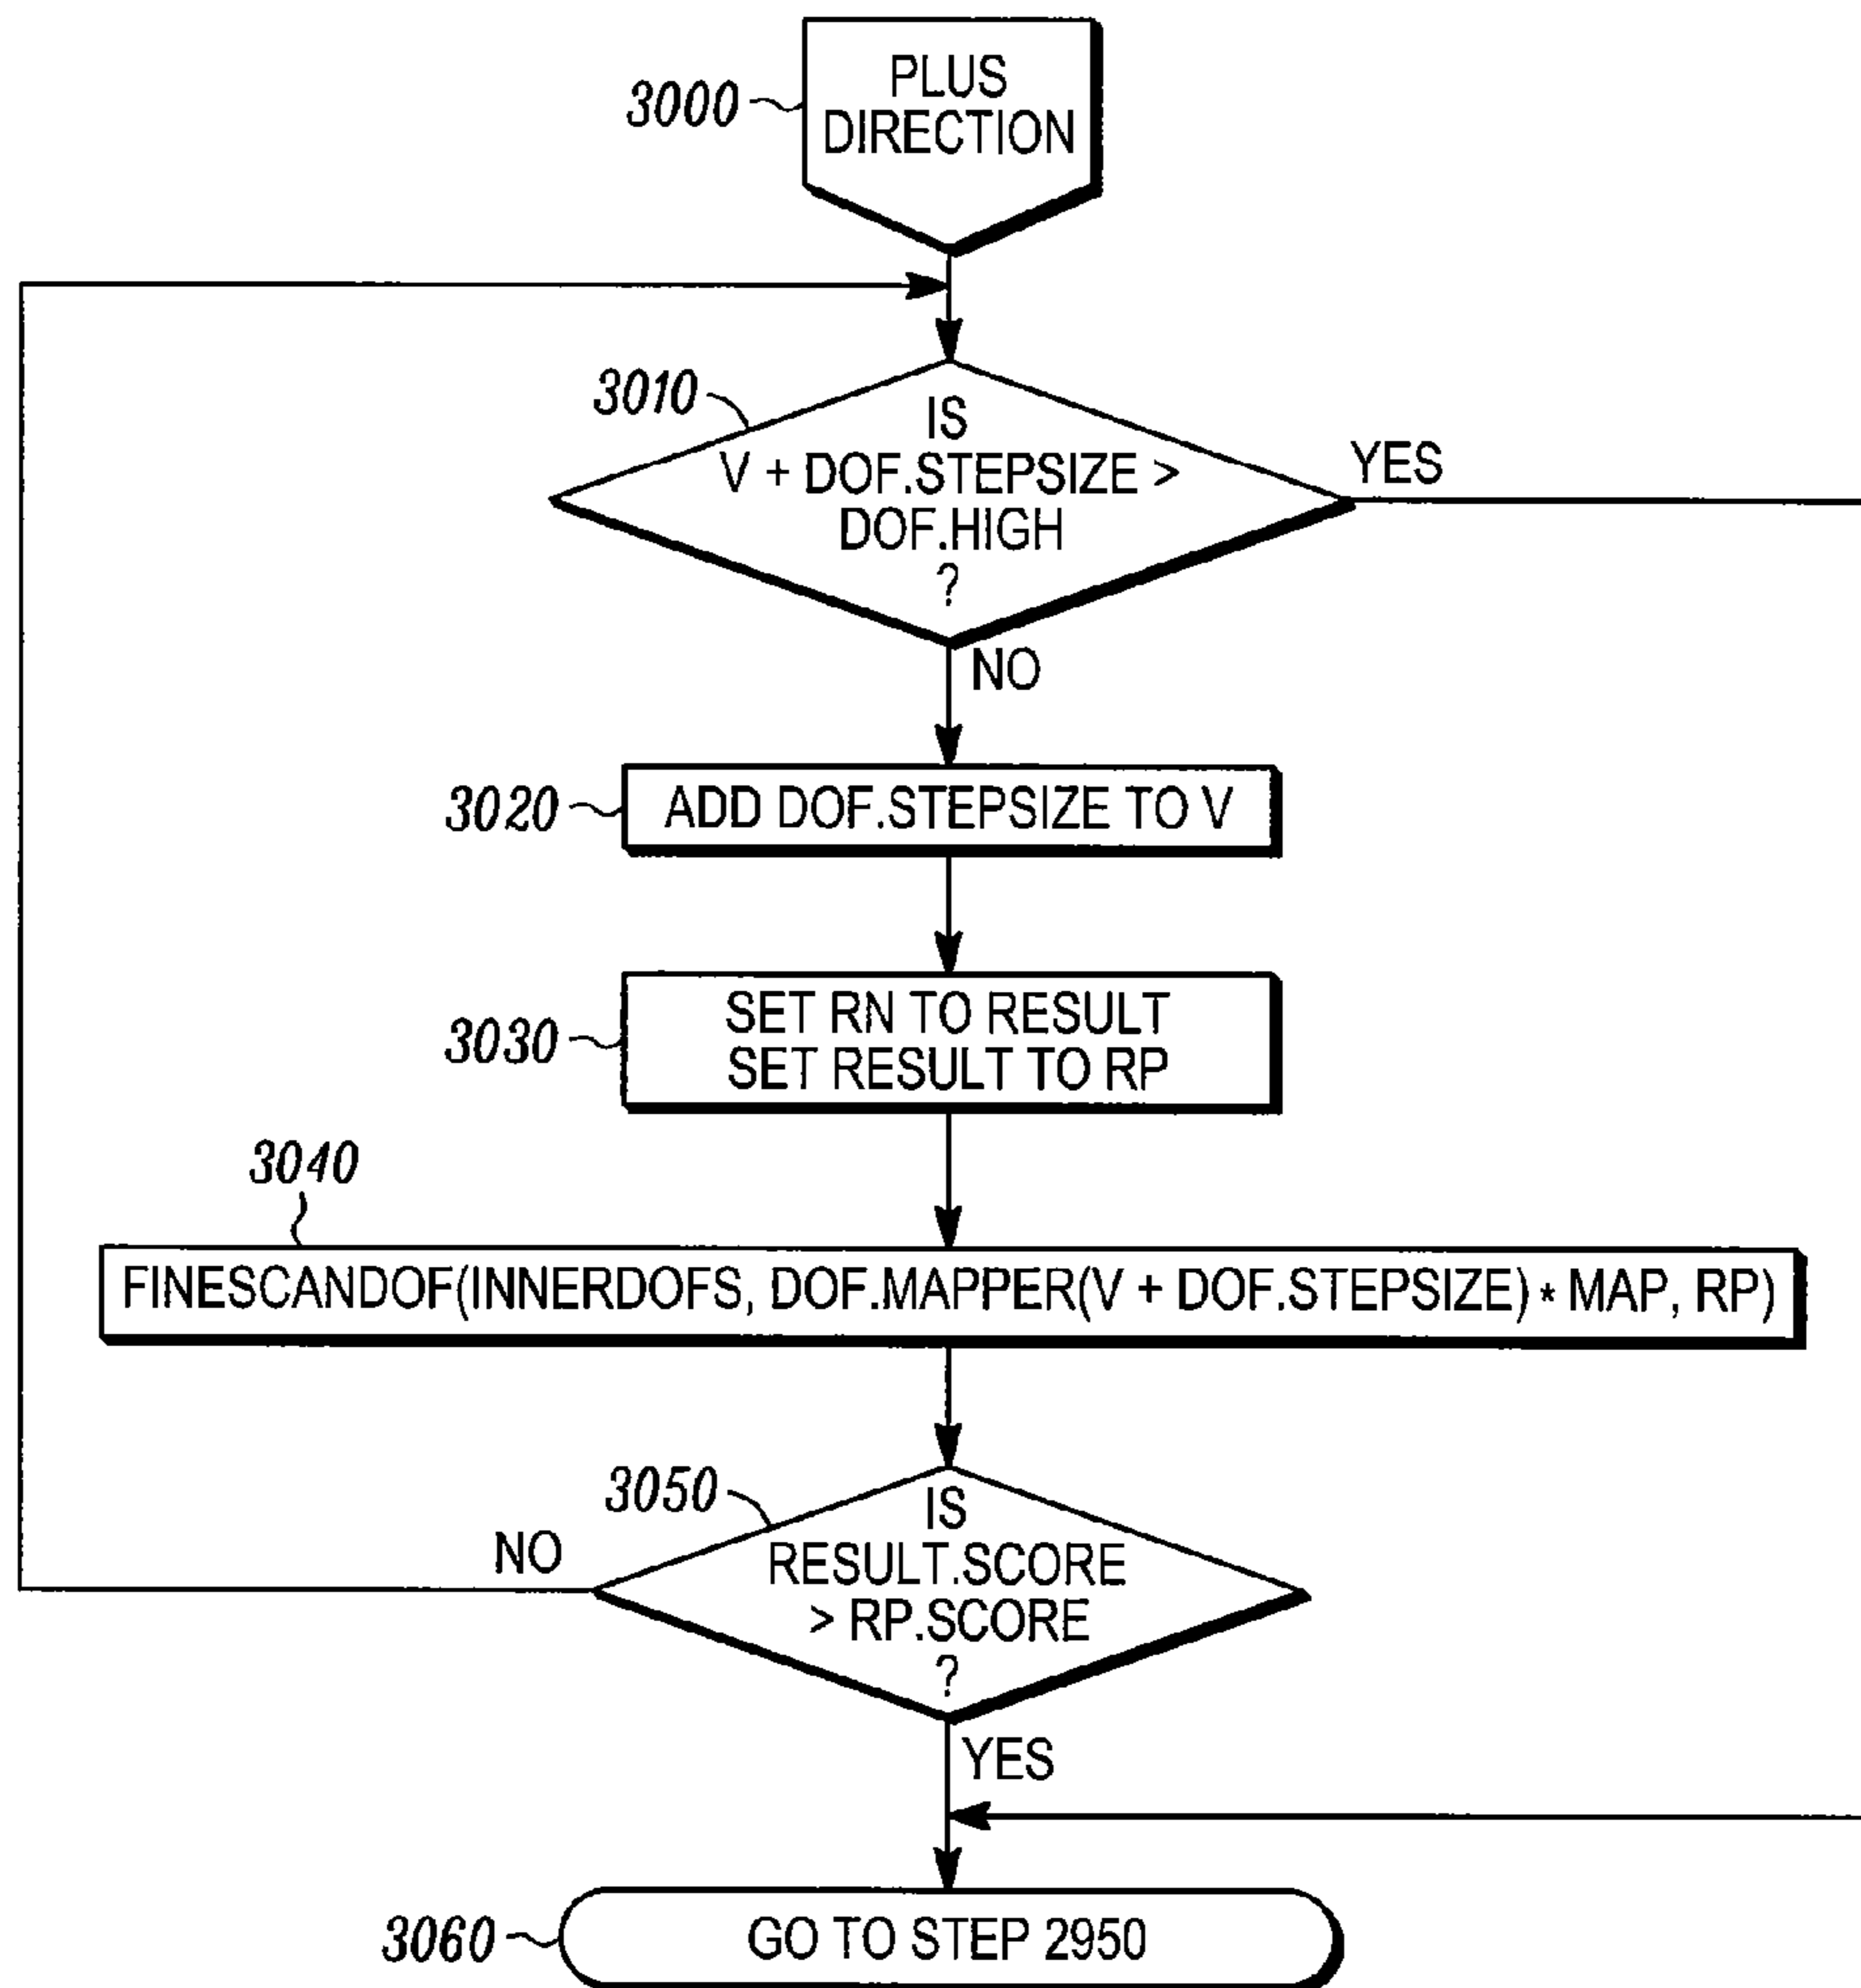 3000
PLUS
DIRECTION
3010
IS
V + DOF.STEPSIZE >
DOF.HIGH
?
YES
NO
3020
ADD DOF.STEPSIZE TO V
3030
SET RN TO RESULT
SET RESULT TO RP
3040
FINESCANDOF(INNERDOFS, DOF.MAPPER(V + DOF.STEPSIZE) * MAP, RP)
3050
IS
RESULT.SCORE
> RP.SCORE
?
NO
YES
3060
GO TO STEP 2950